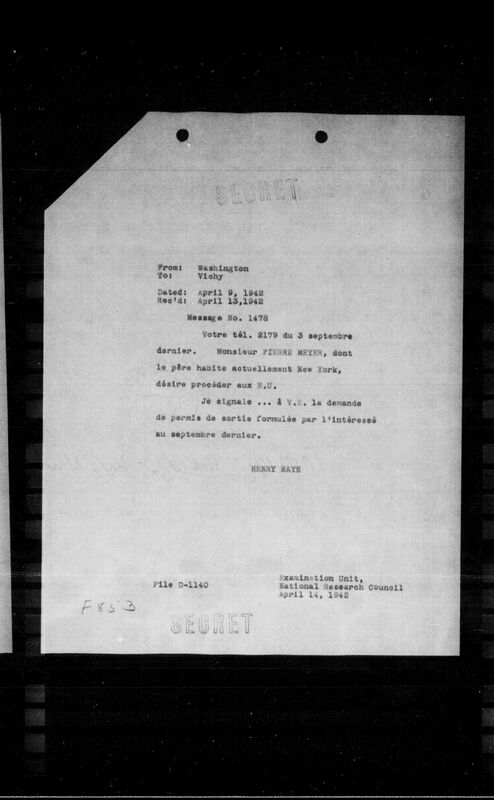 SECRET
From: Washington
To: Vichy
Dated: April 9, 1942
Rec'd: April 13,1942
Message No. 1478
Votre tél. 2179 du 3 septembre
dernier. Monsieur PIERRE MEYER, dont
le père habite actuellement New York,
désire procéder aux E.U.
Je signale ... à V.E. la demande
de permis de sortie formulée par l'intéressé
au septembre dernier.
HENRY HAYE
File D-1140
Examination Unit,
National Research Council
April 14, 1942
F853
SECRET